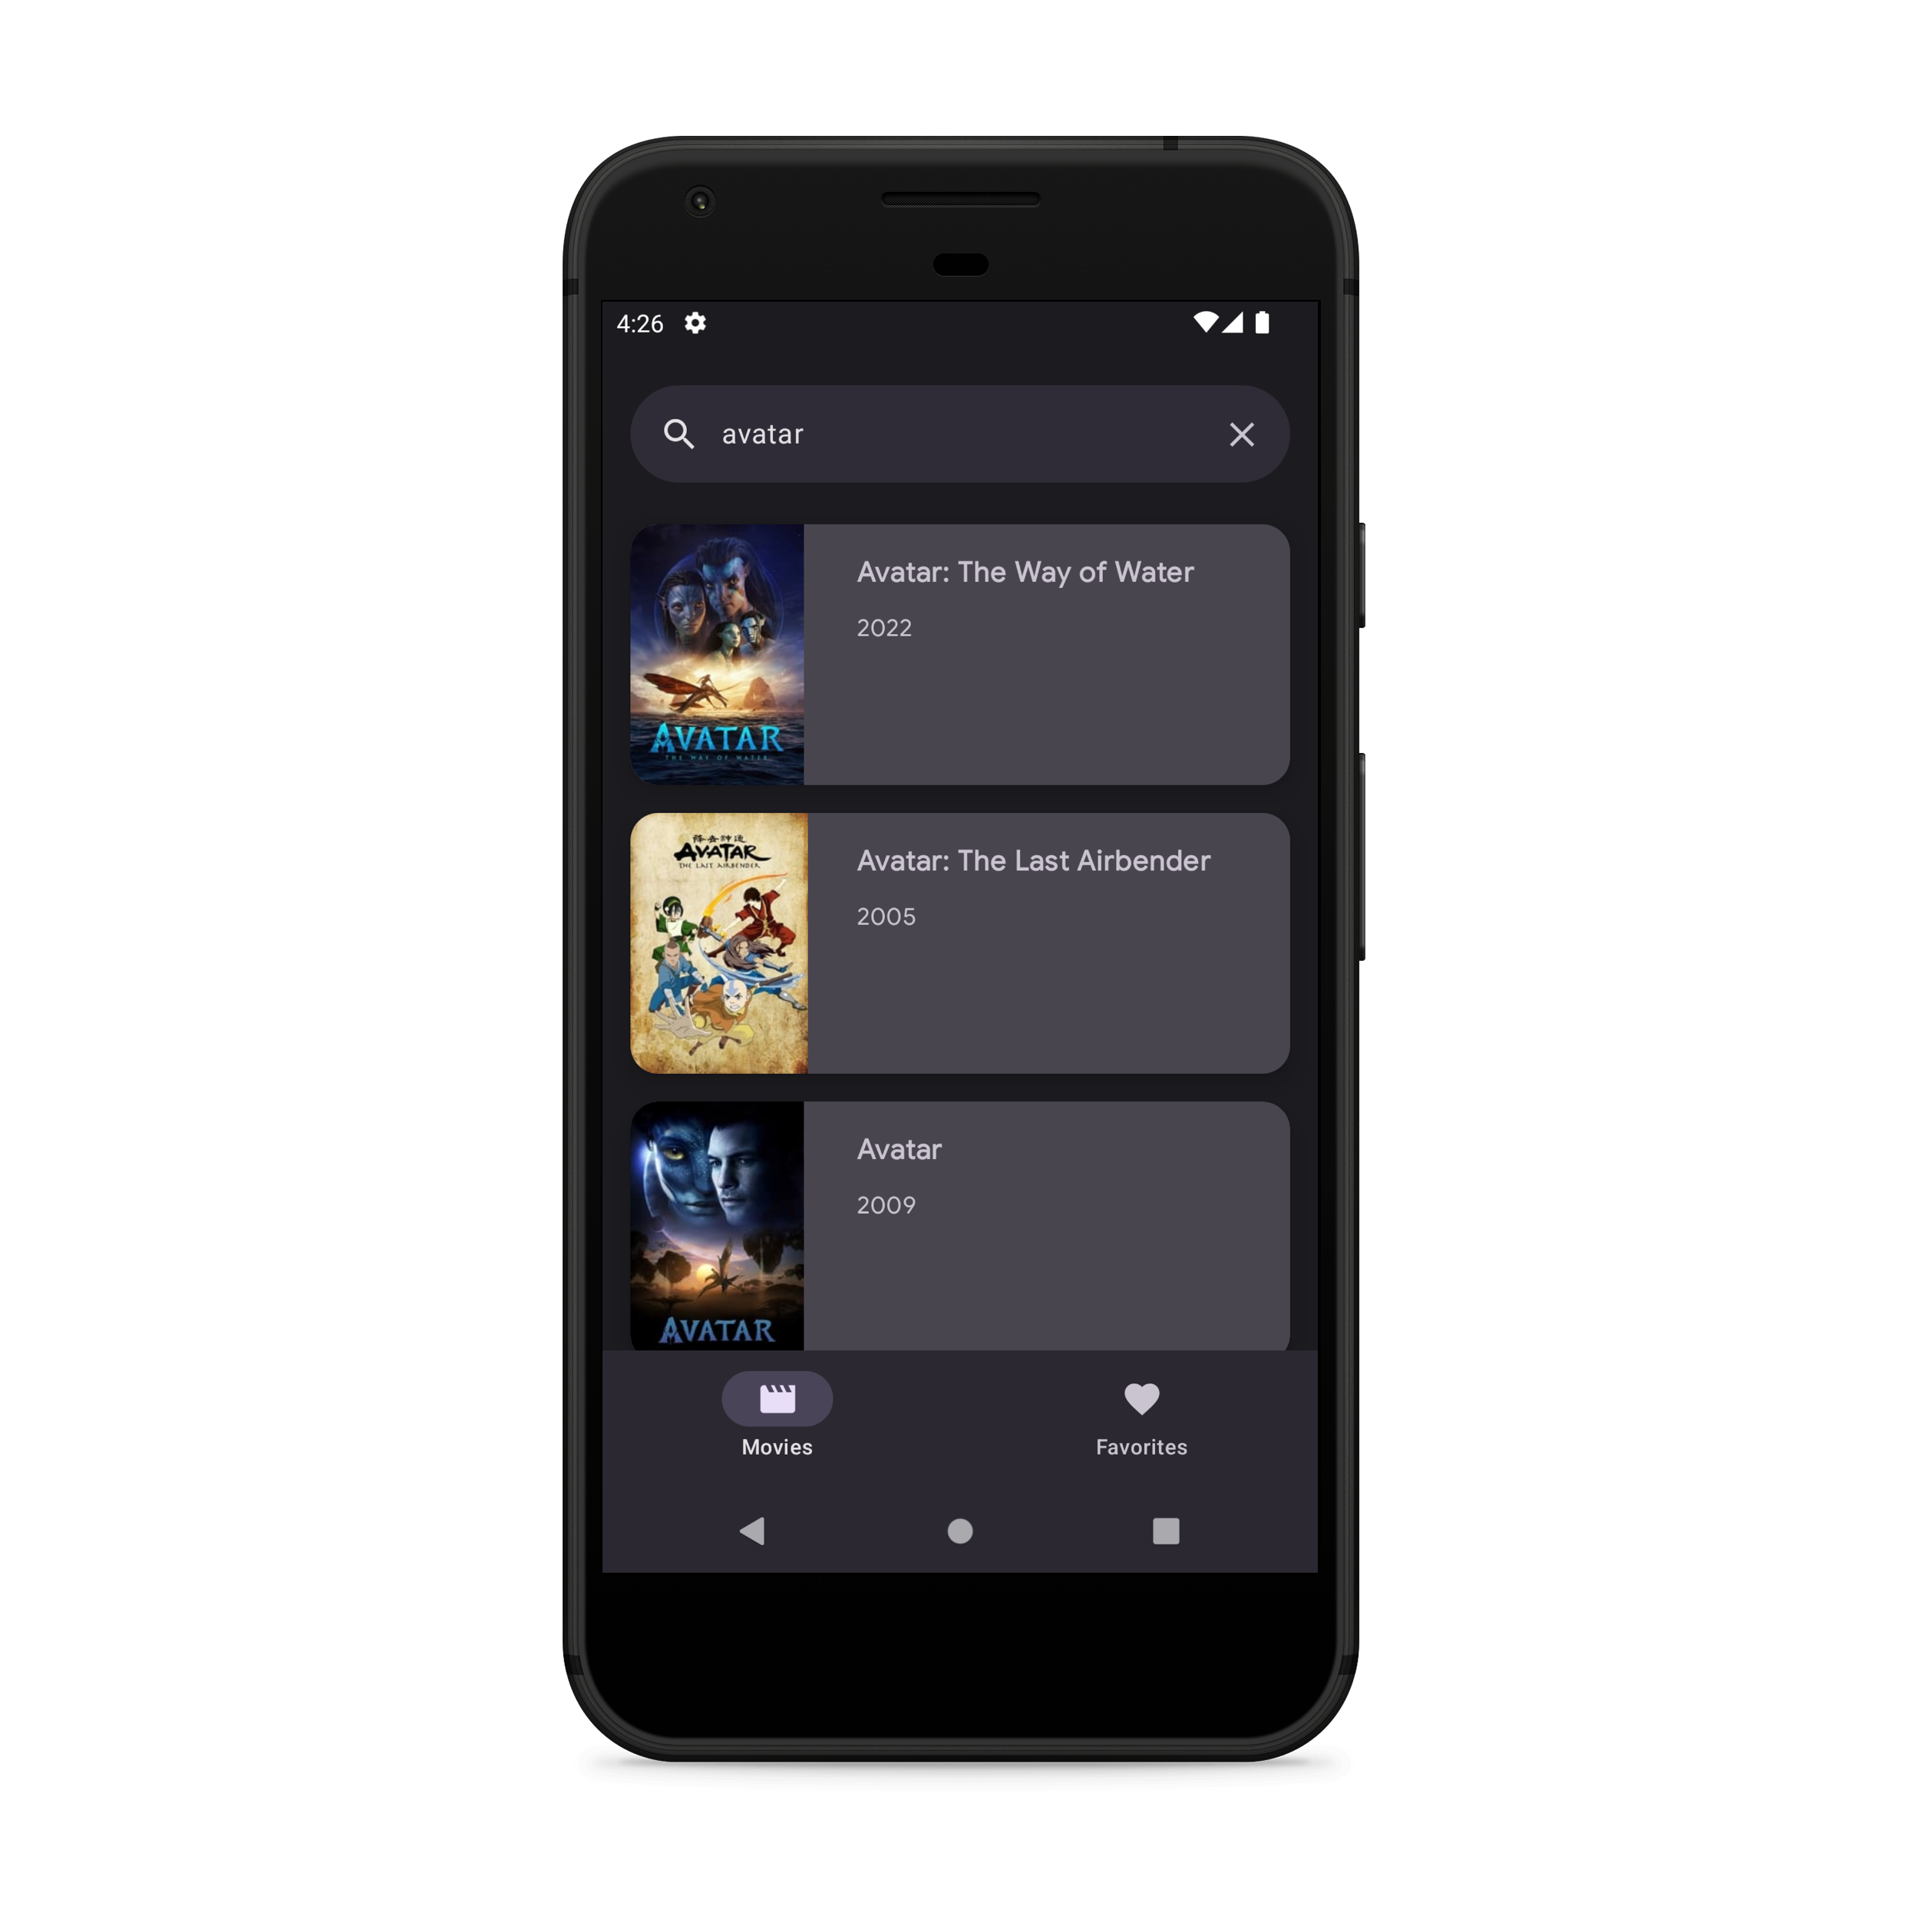 4:26
avatar
Avatar: The Way of Water
2022
AVATAR
THE WAY OF WATER
AVATAR
THE LAST AIRBENDER
Avatar: The Last Airbender
2005
Avatar
2009
AVATAR
Movies
Favorites